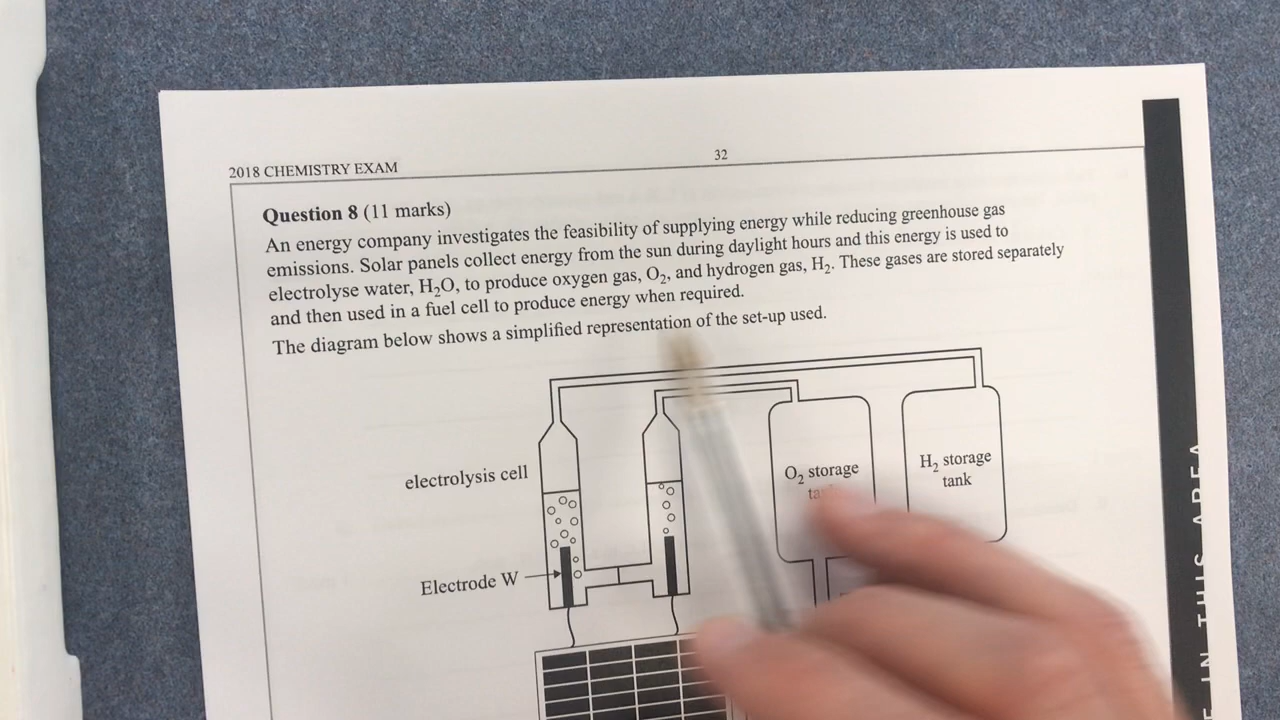 2018 CHEMISTRY EXAM
32
Question 8 (11 marks)
An energy company investigates the feasibility of supplying energy while reducing greenhouse gas
emissions. Solar panels collect energy from the sun during daylight hours and this energy is used to
electrolyse water, H₂O, to produce oxygen gas, O₂, and hydrogen gas, H₂. These gases are stored separately
and then used in a fuel cell to produce energy when required.
The diagram below shows a simplified representation of the set-up used.
electrolysis cell
O₂ storage
H₂ storage
tank
Electrode W
IN THIS AREA